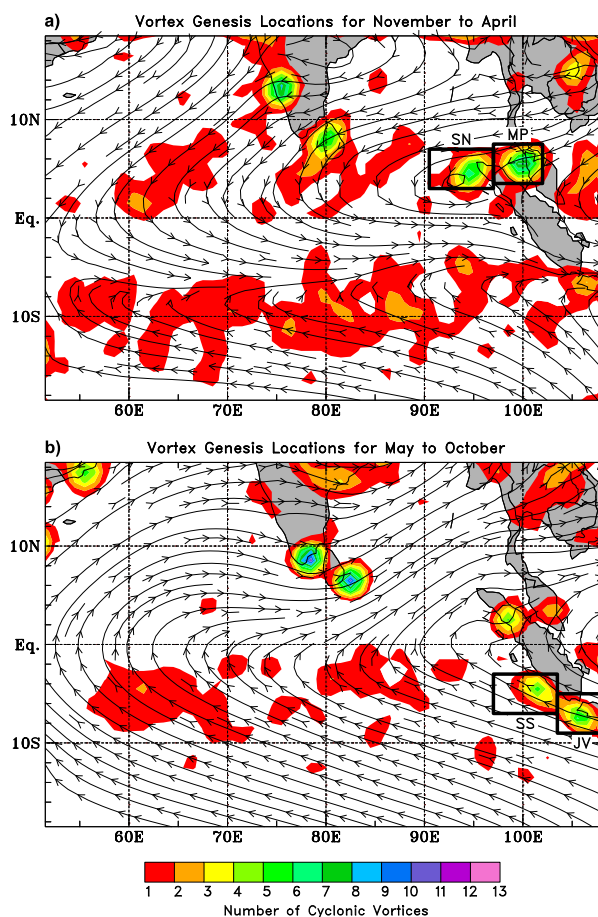 a) Vortex Genesis Locations for November to April
10N
Eq.
10S
SN
MP
60E 70E 80E 90E 100E
b) Vortex Genesis Locations for May to October
10N
Eq.
10S
SS
JV
60E 70E 80E 90E 100E
1 2 3 4 5 6 7 8 9 10 11 12 13
Number of Cyclonic Vortices